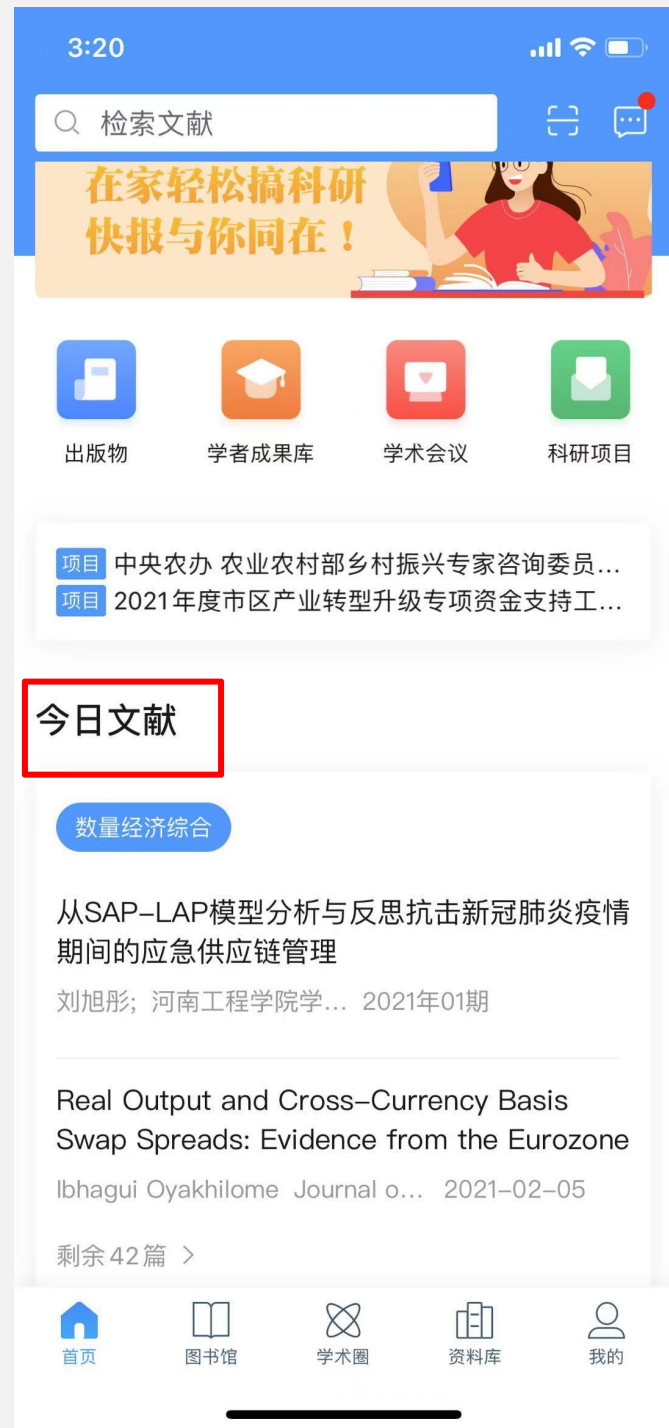 3:20
检索文献
在家轻松搞科研
快报与你同在！
出版物 学者成果库 学术会议 科研项目
项目 中央农办 农业农村部乡村振兴专家咨询委员...
项目 2021年度市区产业转型升级专项资金支持工...
今日文献
数量经济综合
从SAP-LAP模型分析与反思抗击新冠肺炎疫情
期间的应急供应链管理
刘旭彤; 河南工程学院学... 2021年01期
Real Output and Cross-Currency Basis
Swap Spreads: Evidence from the Eurozone
Ibhagui Oyakhilome Journal o... 2021-02-05
剩余42篇 >
首页 图书馆 学术圈 资料库 我的